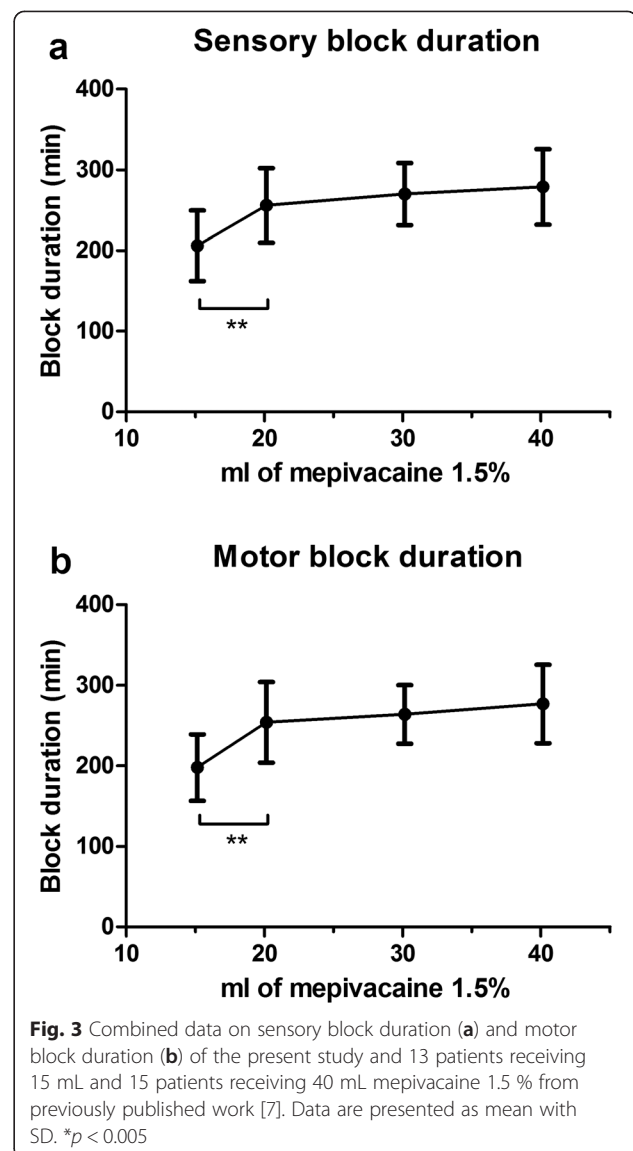 a Sensory block duration
Block duration (min)
400
300
200
100
0
**
10 20 30 40
ml of mepivacaine 1.5%
b Motor block duration
Block duration (min)
400
300
200
100
0
**
10 20 30 40
ml of mepivacaine 1.5%
Fig. 3 Combined data on sensory block duration (a) and motor
block duration (b) of the present study and 13 patients receiving
15 mL and 15 patients receiving 40 mL mepivacaine 1.5 % from
previously published work [7]. Data are presented as mean with
SD. *p < 0.005